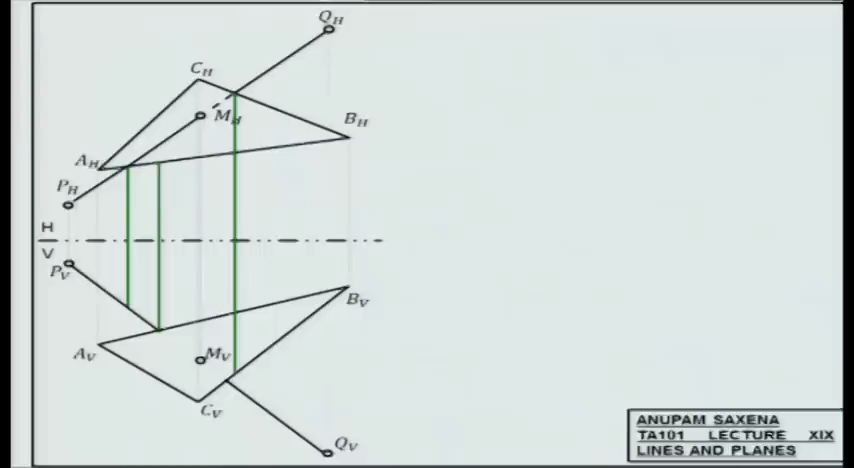 Q_H
C_H
M_H
B_H
A_H
P_H
H
V
P_V
B_V
A_V
M_V
C_V
Q_V
ANUPAM SAXENA
TA101 LECTURE XIX
LINES AND PLANES